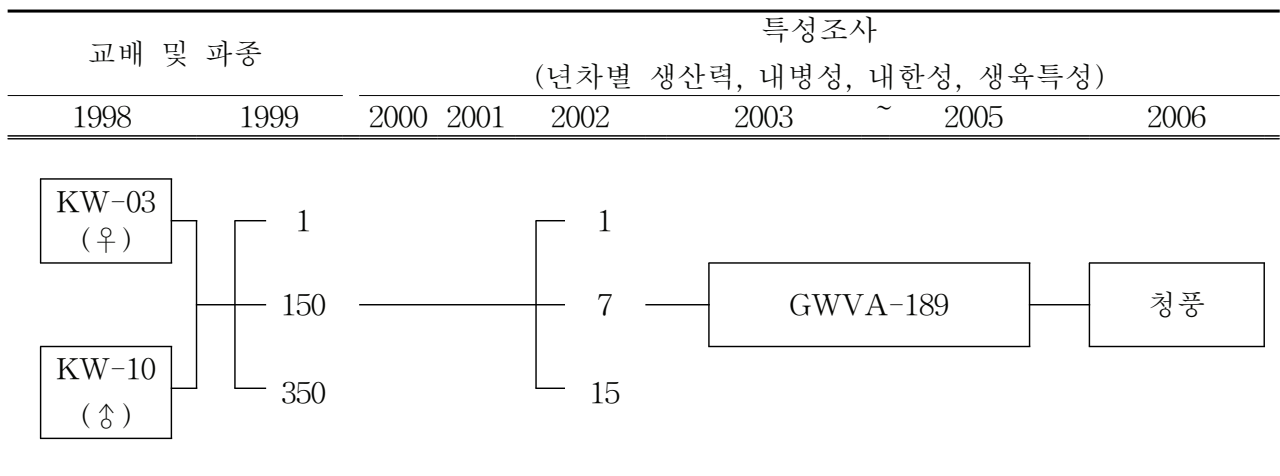 교배 및 파종
특성조사
(년차별 생산력, 내병성, 내한성, 생육특성)
1998 1999 2000 2001 2002 2003 ~ 2005 2006
KW-03
(♀)
1 1
150 7 GWVA-189 청풍
KW-10
(♂)
350 15